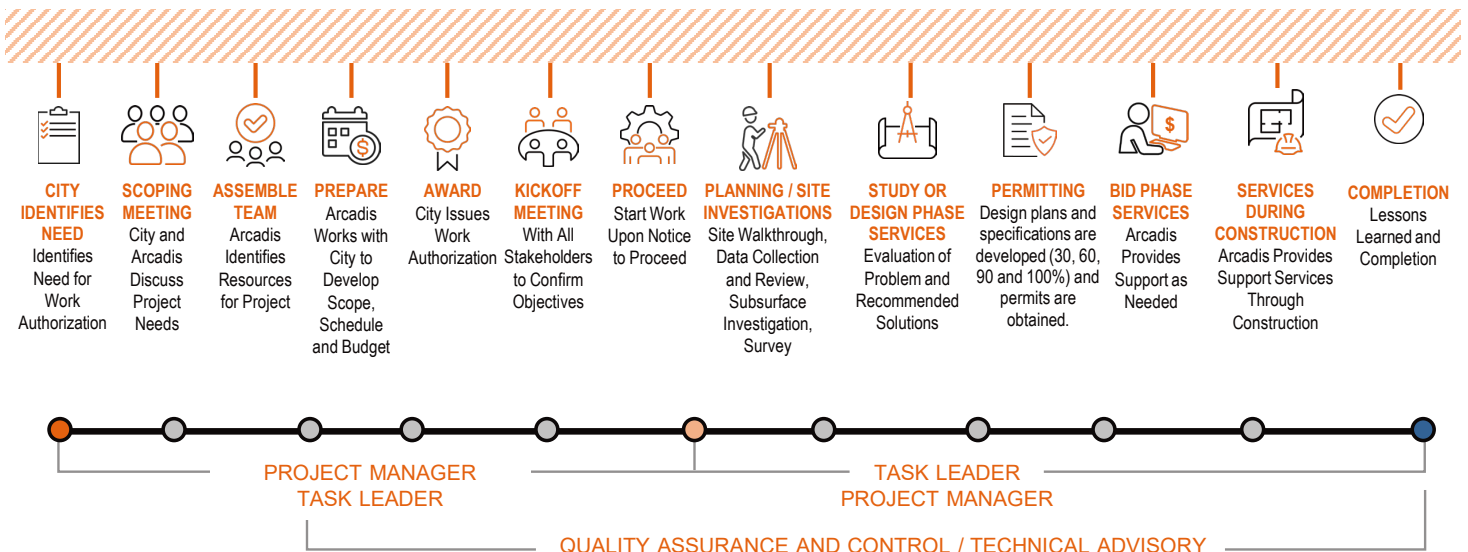 CITY
IDENTIFIES
NEED
Identifies
Need for
Work
Authorization
SCOPING
MEETING
City and
Arcadis
Discuss
Project
Needs
ASSEMBLE
TEAM
Arcadis
Identifies
Resources
for Project
PREPARE
Arcadis
Works with
City to
Develop
Scope,
Schedule
and Budget
AWARD
City Issues
Work
Authorization
KICKOFF
MEETING
With All
Stakeholders
to Confirm
Objectives
PROCEED
Start Work
Upon Notice
to Proceed
PLANNING / SITE
INVESTIGATIONS
Site Walkthrough,
Data Collection
and Review,
Subsurface
Investigation,
Survey
STUDY OR
DESIGN PHASE
SERVICES
Evaluation of
Problem and
Recommended
Solutions
PERMITTING
Design plans and
specifications are
developed (30, 60,
90 and 100%) and
permits are
obtained.
BID PHASE
SERVICES
Arcadis
Provides
Support as
Needed
SERVICES
DURING
CONSTRUCTION
Arcadis Provides
Support Services
Through
Construction
COMPLETION
Lessons
Learned and
Completion
PROJECT MANAGER
TASK LEADER
TASK LEADER
PROJECT MANAGER
QUALITY ASSURANCE AND CONTROL / TECHNICAL ADVISORY